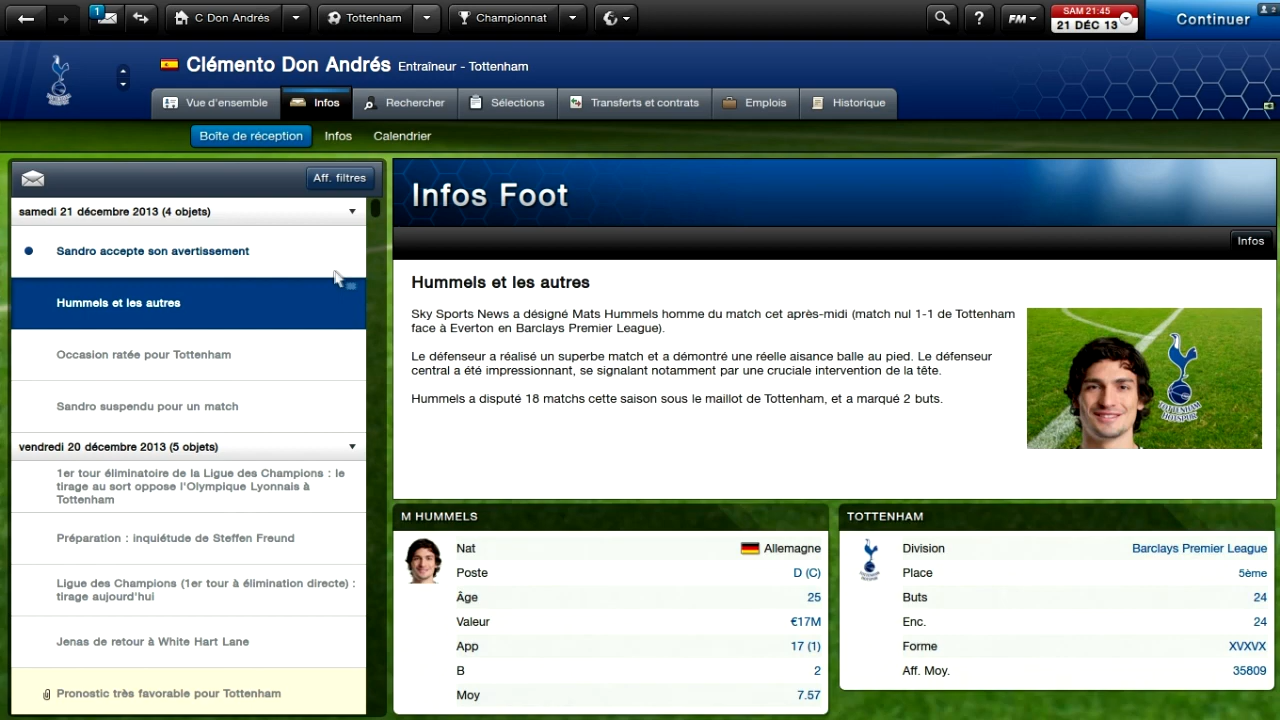 1
C Don Andrés
Tottenham
Championnat
?
FM
SAM 21:45
21 DÉC 13
Continuer
2
Clémento Don Andrés Entraîneur - Tottenham
Vue d'ensemble
Infos
Rechercher
Sélections
Transferts et contrats
Emplois
Historique
Boîte de réception
Infos
Calendrier
Aff. filtres
samedi 21 décembre 2013 (4 objets)
Sandro accepte son avertissement
Hummels et les autres
Occasion ratée pour Tottenham
Sandro suspendu pour un match
vendredi 20 décembre 2013 (5 objets)
1er tour éliminatoire de la Ligue des Champions : le
tirage au sort oppose l'Olympique Lyonnais à
Tottenham
Préparation : inquiétude de Steffen Freund
Ligue des Champions (1er tour à élimination directe) :
tirage aujourd'hui
Jenas de retour à White Hart Lane
Pronostic très favorable pour Tottenham
Infos Foot
Infos
Hummels et les autres
Sky Sports News a désigné Mats Hummels homme du match cet après-midi (match nul 1-1 de Tottenham
face à Everton en Barclays Premier League).
Le défenseur a réalisé un superbe match et a démontré une réelle aisance balle au pied. Le défenseur
central a été impressionnant, se signalant notamment par une cruciale intervention de la tête.
Hummels a disputé 18 matchs cette saison sous le maillot de Tottenham, et a marqué 2 buts.
TOTTENHAM
HOTSPUR
M HUMMELS
Nat Allemagne
Poste D (C)
Âge 25
Valeur €17M
App 17 (1)
B 2
Moy 7.57
TOTTENHAM
Division Barclays Premier League
Place 5ème
Buts 24
Enc. 24
Forme XVXVX
Aff. Moy. 35809